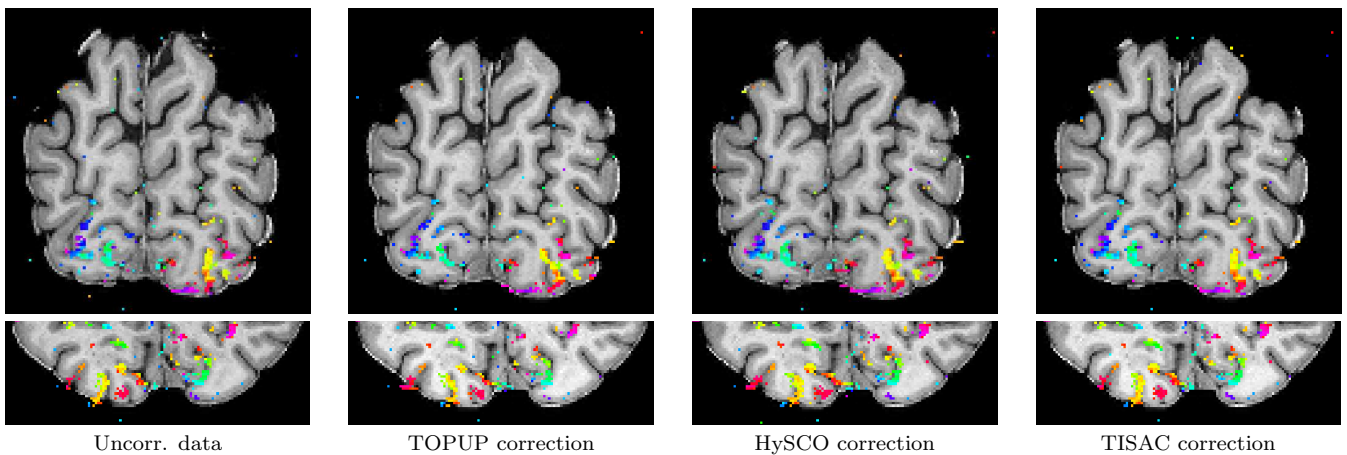 Uncorr. data
TOPUP correction
HySCO correction
TISAC correction